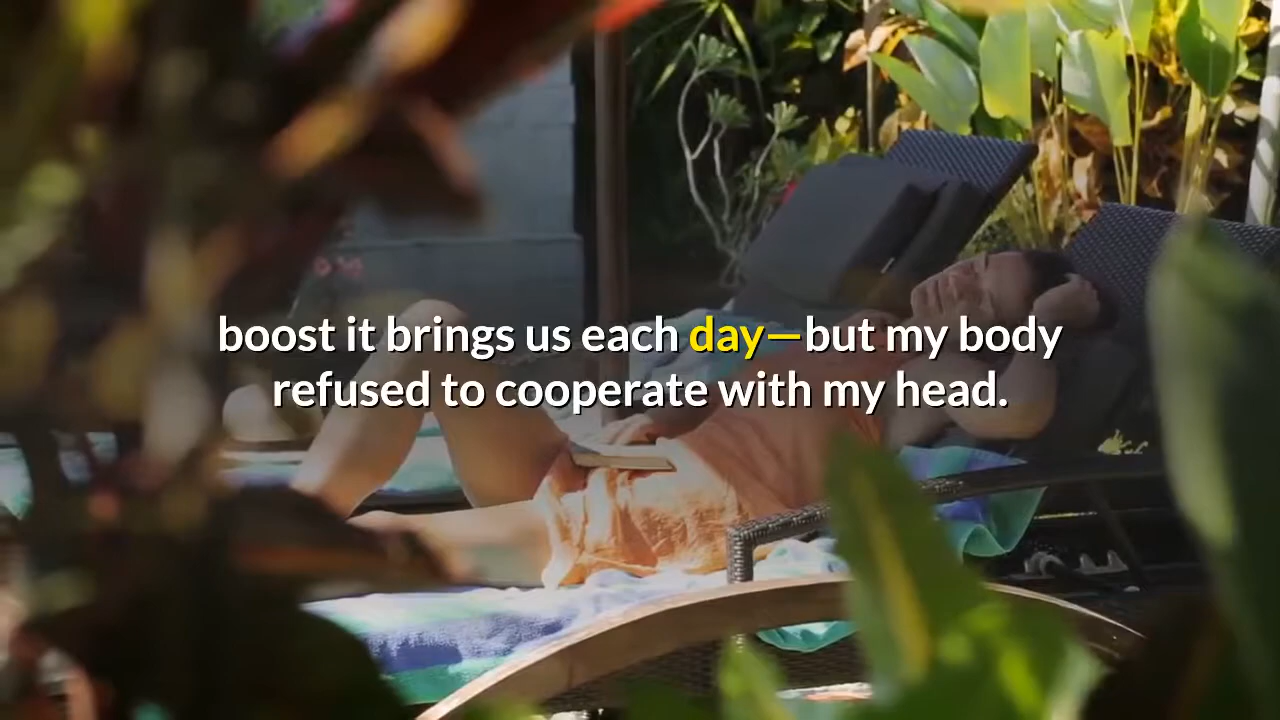 boost it brings us each day—but my body
refused to cooperate with my head.